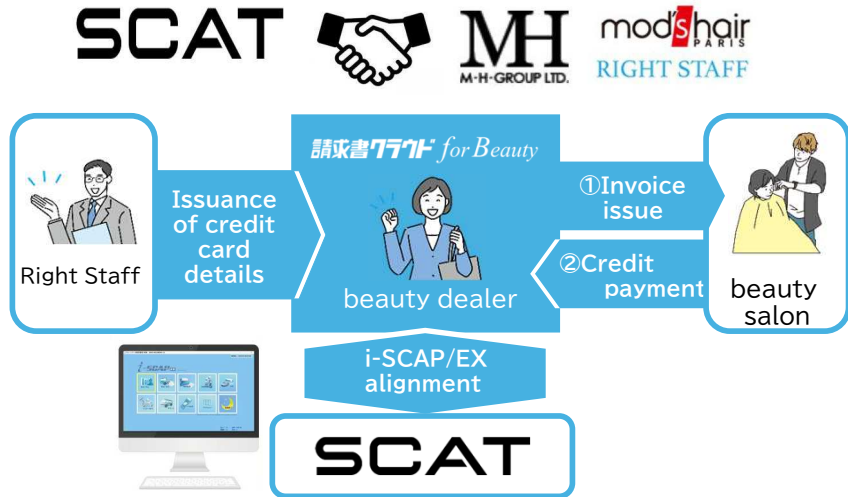 SCAT
MH
M·H·GROUP LTD.
mod's hair
PARIS
RIGHT STAFF
請求書クラウド for Beauty
Issuance
of credit
card
details
Right Staff
beauty dealer
①Invoice
issue
②Credit
payment
beauty
salon
i-SCAP/EX
alignment
i-SCAP
SCAT